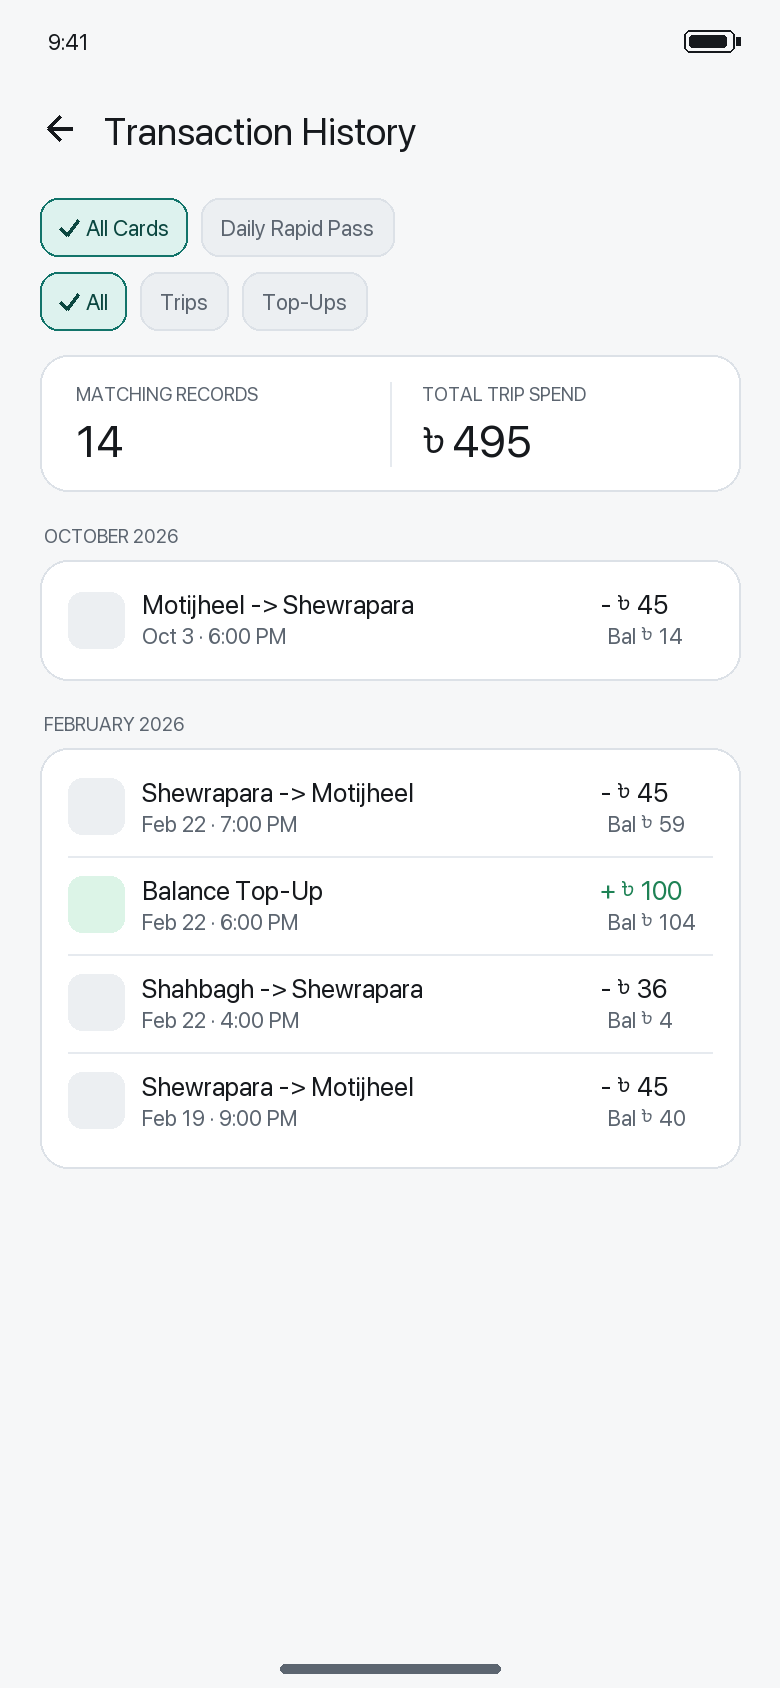 9:41
Transaction History
All Cards
Daily Rapid Pass
All
Trips
Top-Ups
MATCHING RECORDS
TOTAL TRIP SPEND
14
৳ 495
OCTOBER 2026
Motijheel -> Shewrapara
- ৳ 45
Oct 3 · 6:00 PM
Bal ৳ 14
FEBRUARY 2026
Shewrapara -> Motijheel
- ৳ 45
Feb 22 · 7:00 PM
Bal ৳ 59
Balance Top-Up
+ ৳ 100
Feb 22 · 6:00 PM
Bal ৳ 104
Shahbagh -> Shewrapara
- ৳ 36
Feb 22 · 4:00 PM
Bal ৳ 4
Shewrapara -> Motijheel
- ৳ 45
Feb 19 · 9:00 PM
Bal ৳ 40